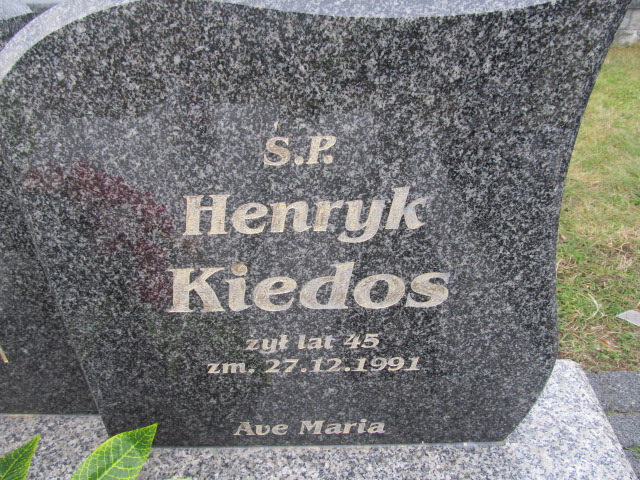 Ś.P.
Henryk
Kiedos
żył lat 45
zm. 27.12.1991
Ave Maria